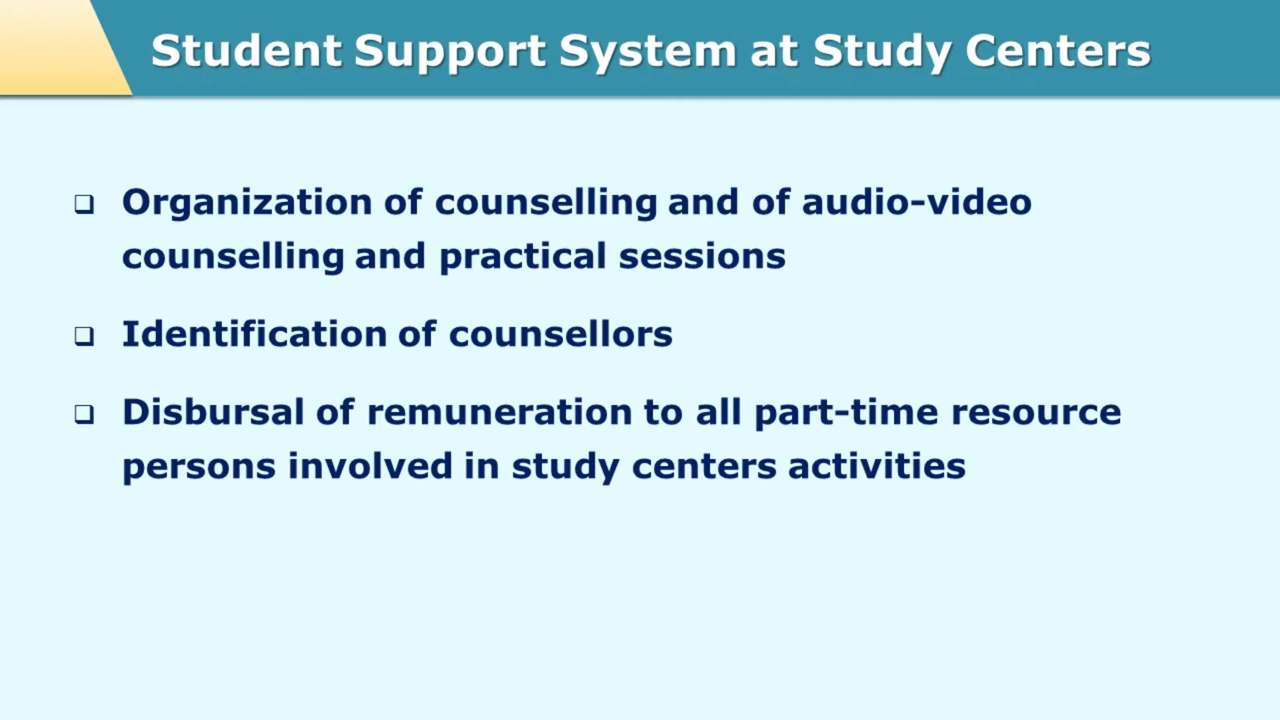 Student Support System at Study Centers
❑ Organization of counselling and of audio-video
counselling and practical sessions
❑ Identification of counsellors
❑ Disbursal of remuneration to all part-time resource
persons involved in study centers activities